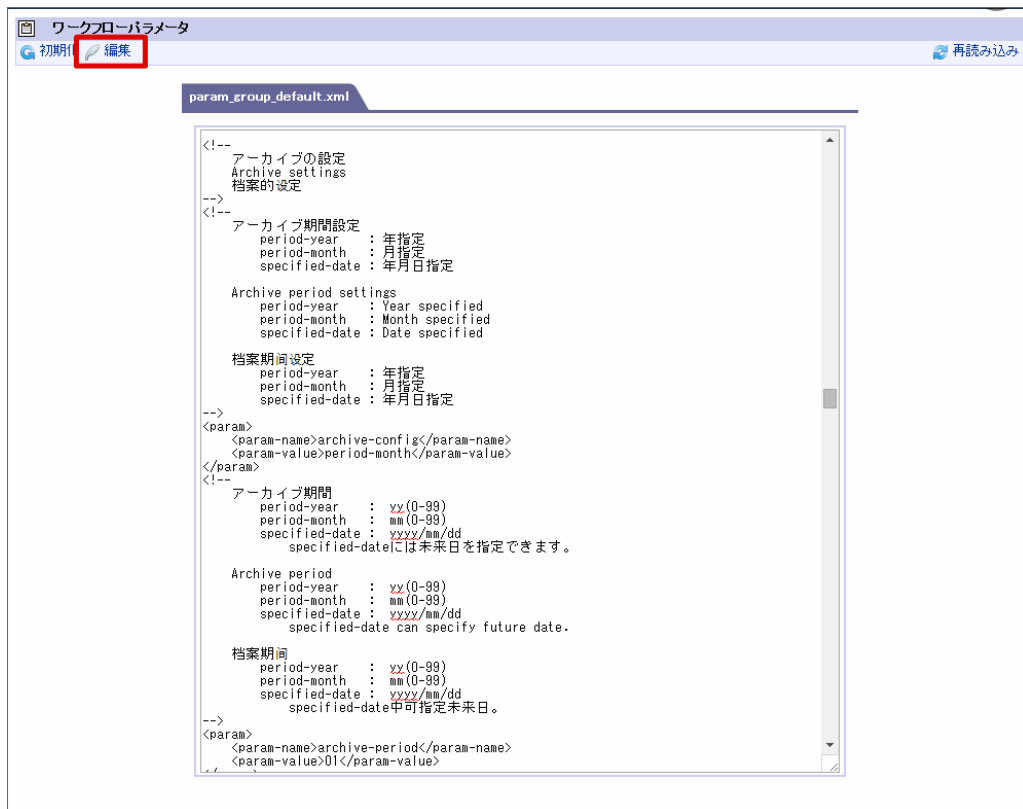 ワークフローパラメータ
初期化 編集 再読み込み
param_group_default.xml
<!--
アーカイブの設定
Archive settings
档案的设定
-->
<!--
アーカイブ期間設定
period-year : 年指定
period-month : 月指定
specified-date : 年月日指定
Archive period settings
period-year : Year specified
period-month : Month specified
specified-date : Date specified
档案期间设定
period-year : 年指定
period-month : 月指定
specified-date : 年月日指定
-->
<param>
<param-name>archive-config</param-name>
<param-value>period-month</param-value>
</param>
<!--
アーカイブ期間
period-year : yy(0-99)
period-month : mm(0-99)
specified-date : yyyy/mm/dd
specified-dateには未来日を指定できます。
Archive period
period-year : yy(0-99)
period-month : mm(0-99)
specified-date : yyyy/mm/dd
specified-date can specify future date.
档案期间
period-year : yy(0-99)
period-month : mm(0-99)
specified-date : yyyy/mm/dd
specified-date中可指定未来日。
-->
<param>
<param-name>archive-period</param-name>
<param-value>01</param-value>